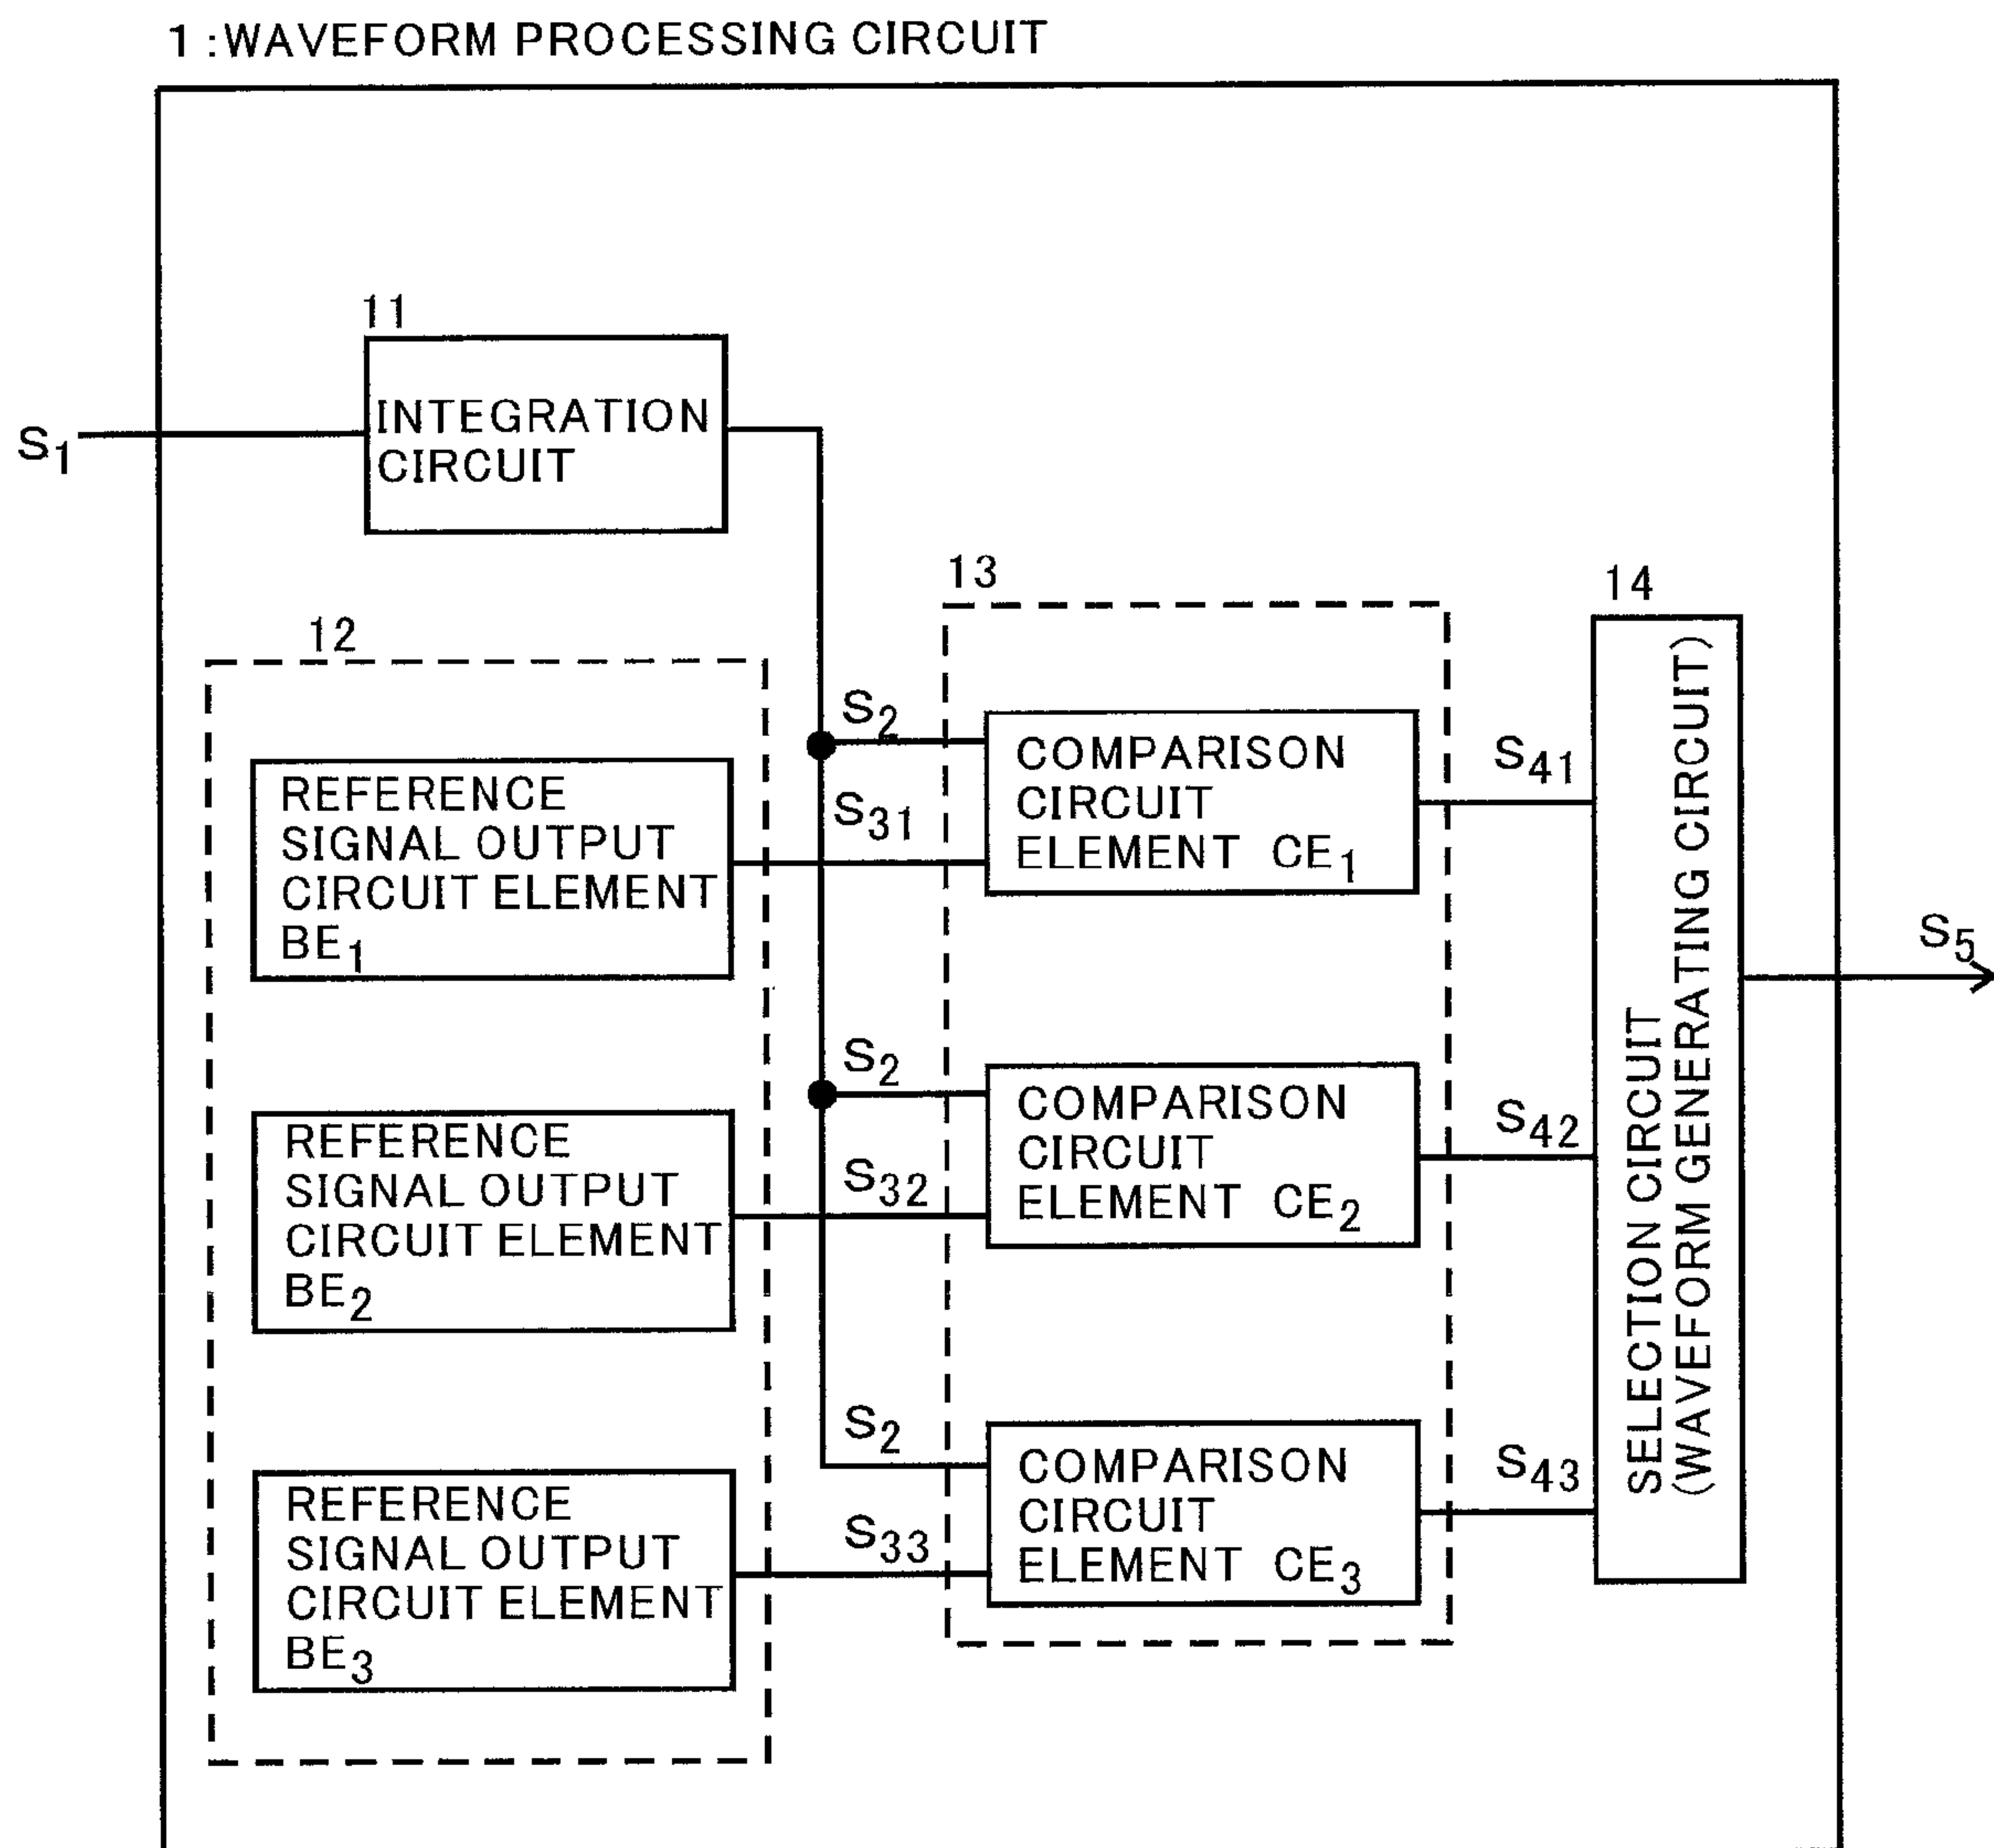 1 :WAVEFORM PROCESSING CIRCUIT
11
INTEGRATION
CIRCUIT
S1
12
REFERENCE
SIGNAL OUTPUT
CIRCUIT ELEMENT
BE1
REFERENCE
SIGNAL OUTPUT
CIRCUIT ELEMENT
BE2
REFERENCE
SIGNAL OUTPUT
CIRCUIT ELEMENT
BE3
S2
S31
S2
S32
S2
S33
13
COMPARISON
CIRCUIT
ELEMENT CE1
COMPARISON
CIRCUIT
ELEMENT CE2
COMPARISON
CIRCUIT
ELEMENT CE3
S41
S42
S43
14
SELECTION CIRCUIT
(WAVEFORM GENERATING CIRCUIT)
S5